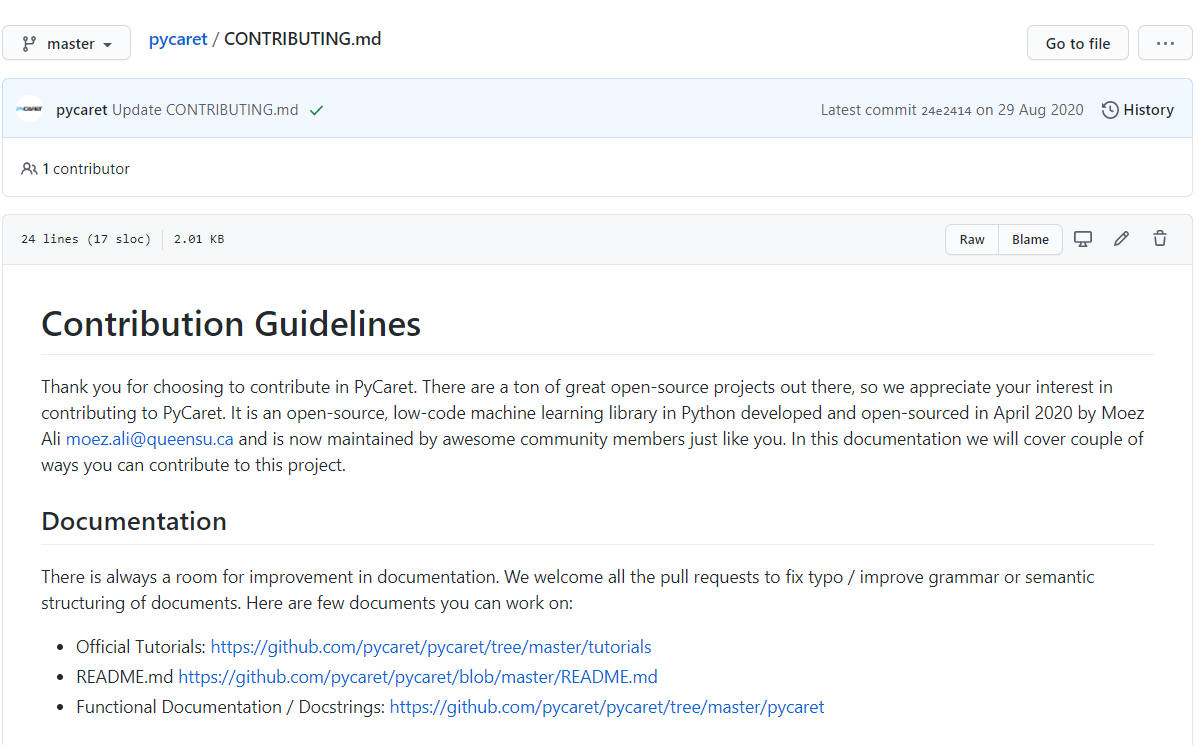 master
pycaret / CONTRIBUTING.md
Go to file
...
PYCARET
pycaret Update CONTRIBUTING.md
Latest commit 24e2414 on 29 Aug 2020
History
1 contributor
24 lines (17 sloc)
2.01 KB
Raw
Blame
Contribution Guidelines
Thank you for choosing to contribute in PyCaret. There are a ton of great open-source projects out there, so we appreciate your interest in
contributing to PyCaret. It is an open-source, low-code machine learning library in Python developed and open-sourced in April 2020 by Moez
Ali moez.ali@queensu.ca and is now maintained by awesome community members just like you. In this documentation we will cover couple of
ways you can contribute to this project.
Documentation
There is always a room for improvement in documentation. We welcome all the pull requests to fix typo / improve grammar or semantic
structuring of documents. Here are few documents you can work on:
• Official Tutorials: https://github.com/pycaret/pycaret/tree/master/tutorials
• README.md https://github.com/pycaret/pycaret/blob/master/README.md
• Functional Documentation / Docstrings: https://github.com/pycaret/pycaret/tree/master/pycaret